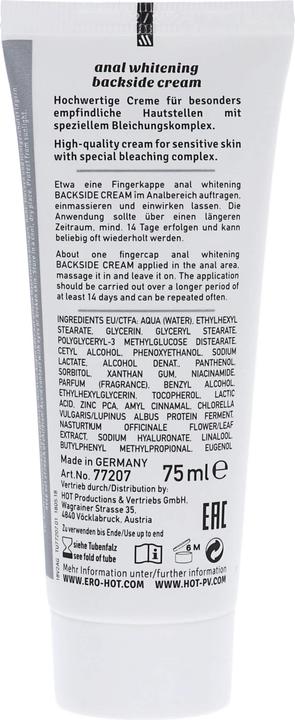 anal whitening
backside cream
Hochwertige Creme für besonders
empfindliche Hautstellen mit
speziellem Bleichungskomplex.
High-quality cream for sensitive skin
with special bleaching complex.
Etwa eine Fingerkappe anal whitening
BACKSIDE CREAM im Analbereich auftragen,
einmassieren und einwirken lassen. Die
Anwendung sollte über einen längeren
Zeitraum, mind. 14 Tage erfolgen und kann
beliebig oft wiederholt werden.
About one fingercap anal whitening
BACKSIDE CREAM applied in the anal area,
massage it in and leave it on. The application
should be carried out over a longer period of
at least 14 days and can be repeated often.
INGREDIENTS EU/CTFA: AQUA (WATER), ETHYLHEXYL
STEARATE, GLYCERIN, GLYCERYL STEARATE,
POLYGLYCERYL-3 METHYLGLUCOSE DISTEARATE,
CETYL ALCOHOL, PHENOXYETHANOL, SODIUM
LACTATE, ALCOHOL DENAT., PANTHENOL,
SORBITOL, XANTHAN GUM, NIACINAMIDE,
PARFUM (FRAGRANCE), BENZYL ALCOHOL,
ETHYLHEXYLGLYCERIN, TOCOPHEROL, LACTIC
ACID, ZINC PCA, AMYL CINNAMAL, CHLORELLA
VULGARIS/LUPINUS ALBUS PROTEIN FERMENT,
NASTURTIUM OFFICINALE FLOWER/LEAF
EXTRACT, SODIUM HYALURONATE, LINALOOL,
BUTYLPHENYL METHYLPROPIONAL, EUGENOL
Made in GERMANY
Art.No. 77207
75 ml e
Vertrieb durch/Distribution by:
HOT Productions & Vertriebs GmbH,
Wagrainer Strasse 35,
4840 Vöcklabruck, Austria
EAC
Zu verwenden bis/Ende/Use up to end
siehe Tubenfalz
see fold of tube
6 M
Mehr Information unter/further information
WWW.ERO-HOT.COM | WWW.HOT-PV.COM